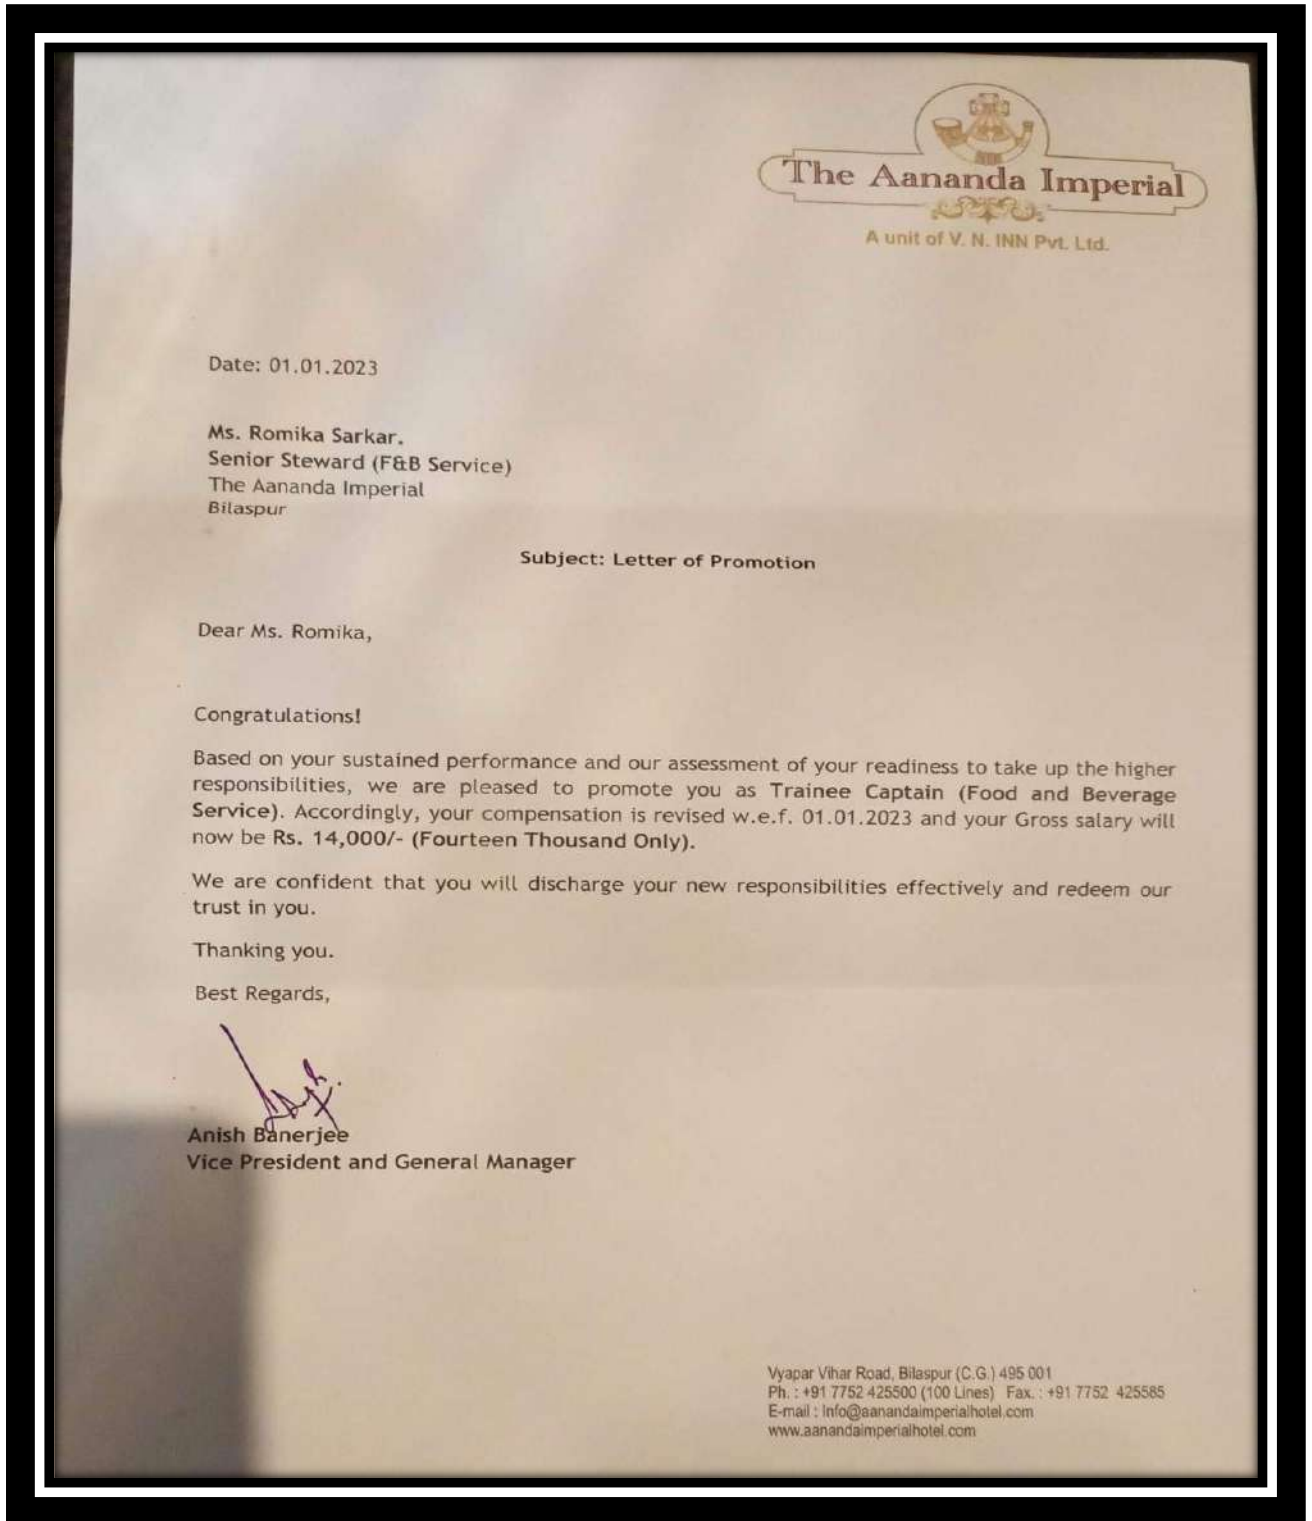 The Aananda Imperial
A unit of V. N. INN Pvt. Ltd.
Date: 01.01.2023
Ms. Romika Sarkar.
Senior Steward (F&B Service)
The Aananda Imperial
Bilaspur
Subject: Letter of Promotion
Dear Ms. Romika,
Congratulations!
Based on your sustained performance and our assessment of your readiness to take up the higher
responsibilities, we are pleased to promote you as Trainee Captain (Food and Beverage
Service). Accordingly, your compensation is revised w.e.f. 01.01.2023 and your Gross salary will
now be Rs. 14,000/- (Fourteen Thousand Only).
We are confident that you will discharge your new responsibilities effectively and redeem our
trust in you.
Thanking you.
Best Regards,
Anish Banerjee
Vice President and General Manager
Vyapar Vihar Road, Bilaspur (C.G.) 495 001
Ph. : +91 7752 425500 (100 Lines) Fax. : +91 7752 425585
E-mail : Info@aanandaimperialhotel.com
www.aanandaimperialhotel.com